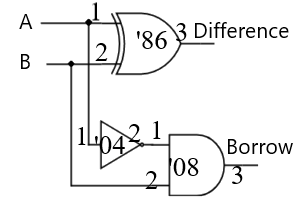 A 1
'86 3 Difference
B 2
1 '04 2 1
'08 Borrow
2 3